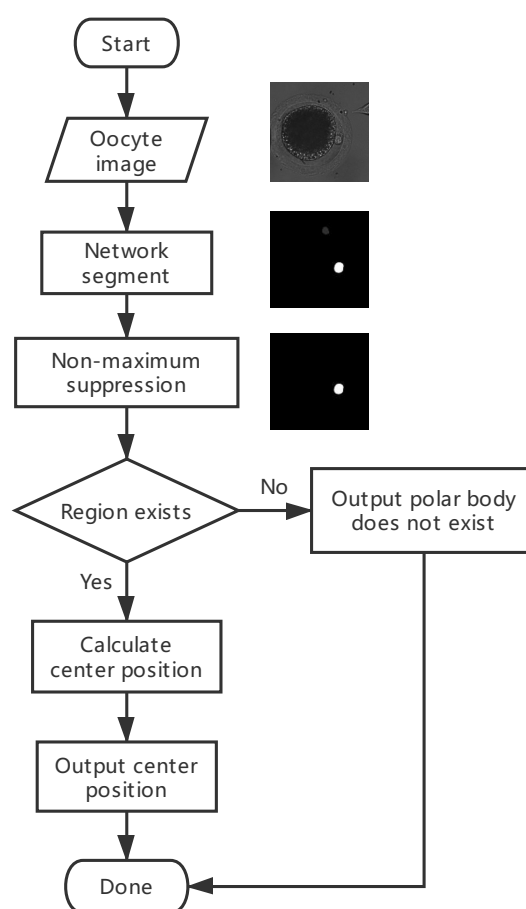 Start
Oocyte
image
Network
segment
Non-maximum
suppression
Region exists
No
Output polar body
does not exist
Yes
Calculate
center position
Output center
position
Done